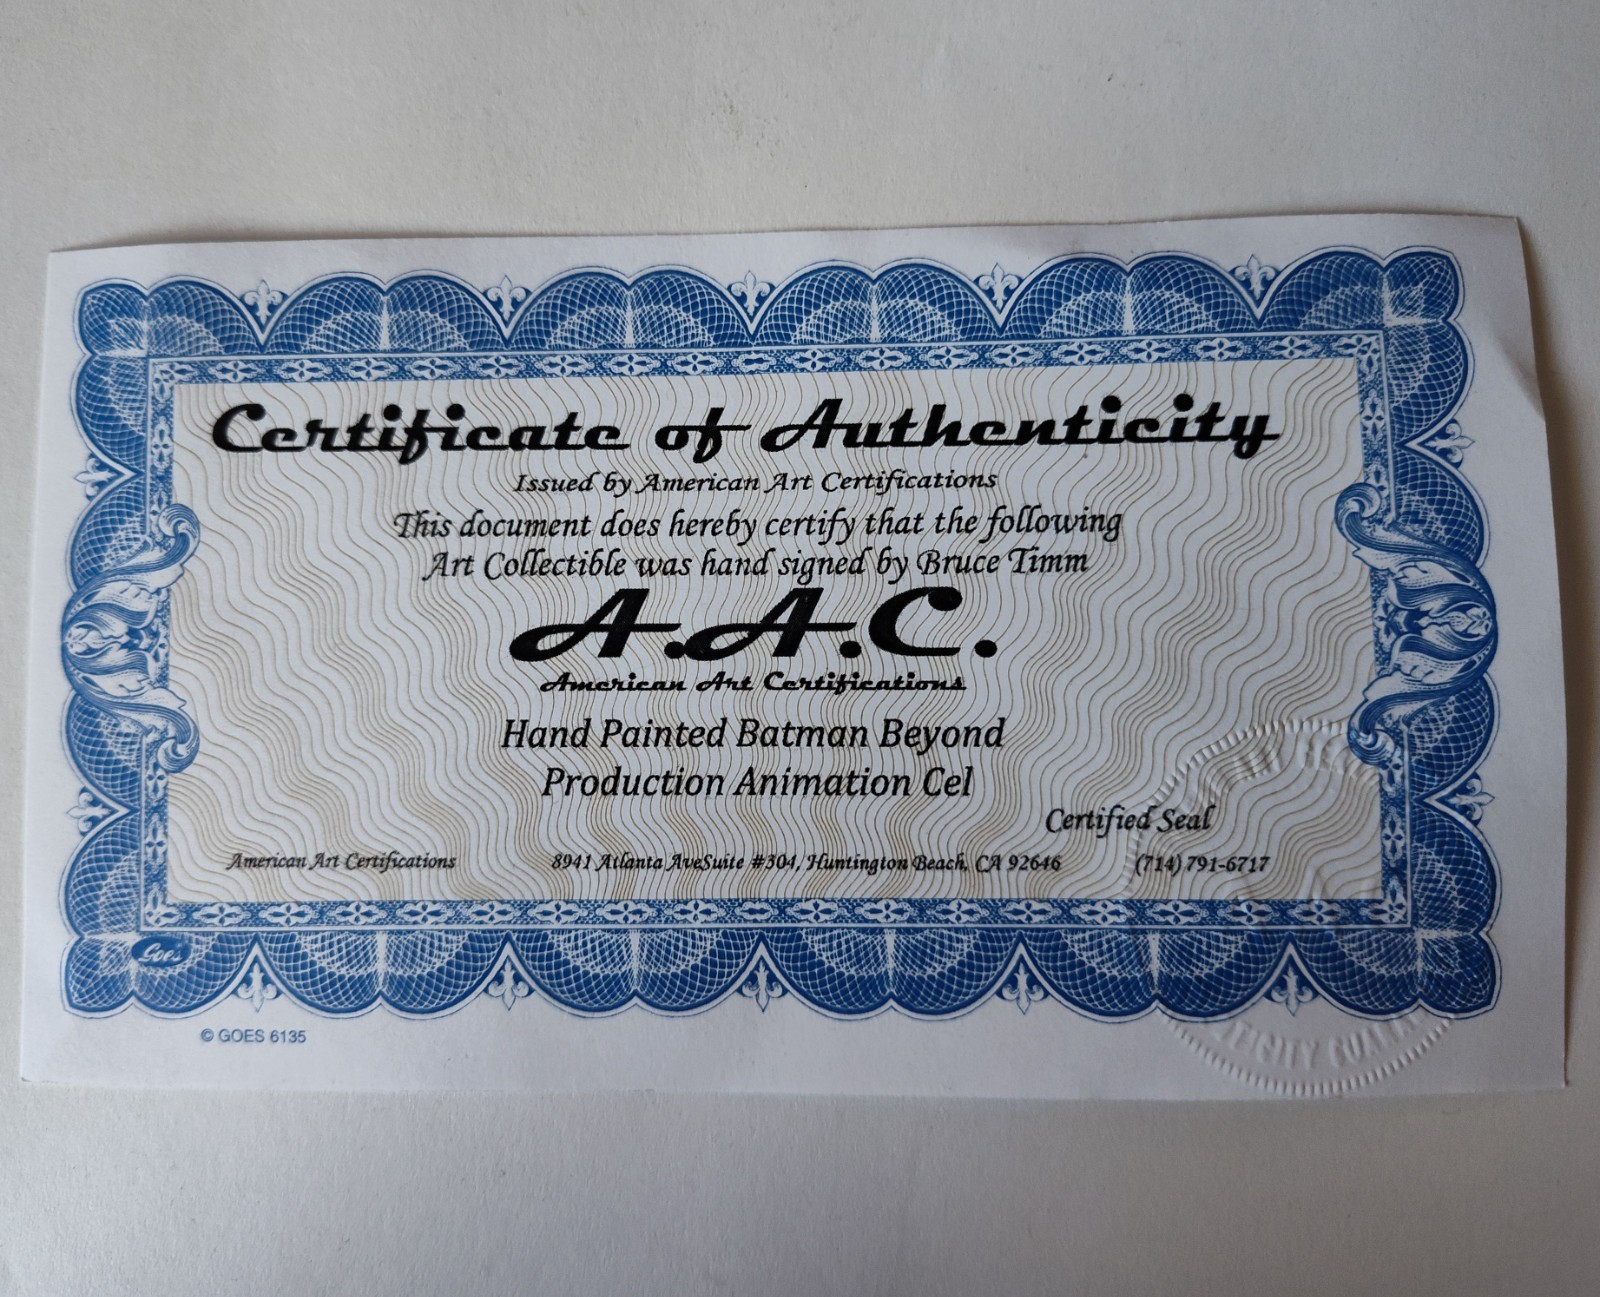 Certificate of Authenticity
Issued by American Art Certifications
This document does hereby certify that the following
Art Collectible was hand signed by Bruce Timm
A.A.C.
American Art Certifications
Hand Painted Batman Beyond
Production Animation Cel
Certified Seal
American Art Certifications 8941 Atlanta AveSuite #304, Huntington Beach, CA 92646 (714) 791-6717
Goes
© GOES 6135